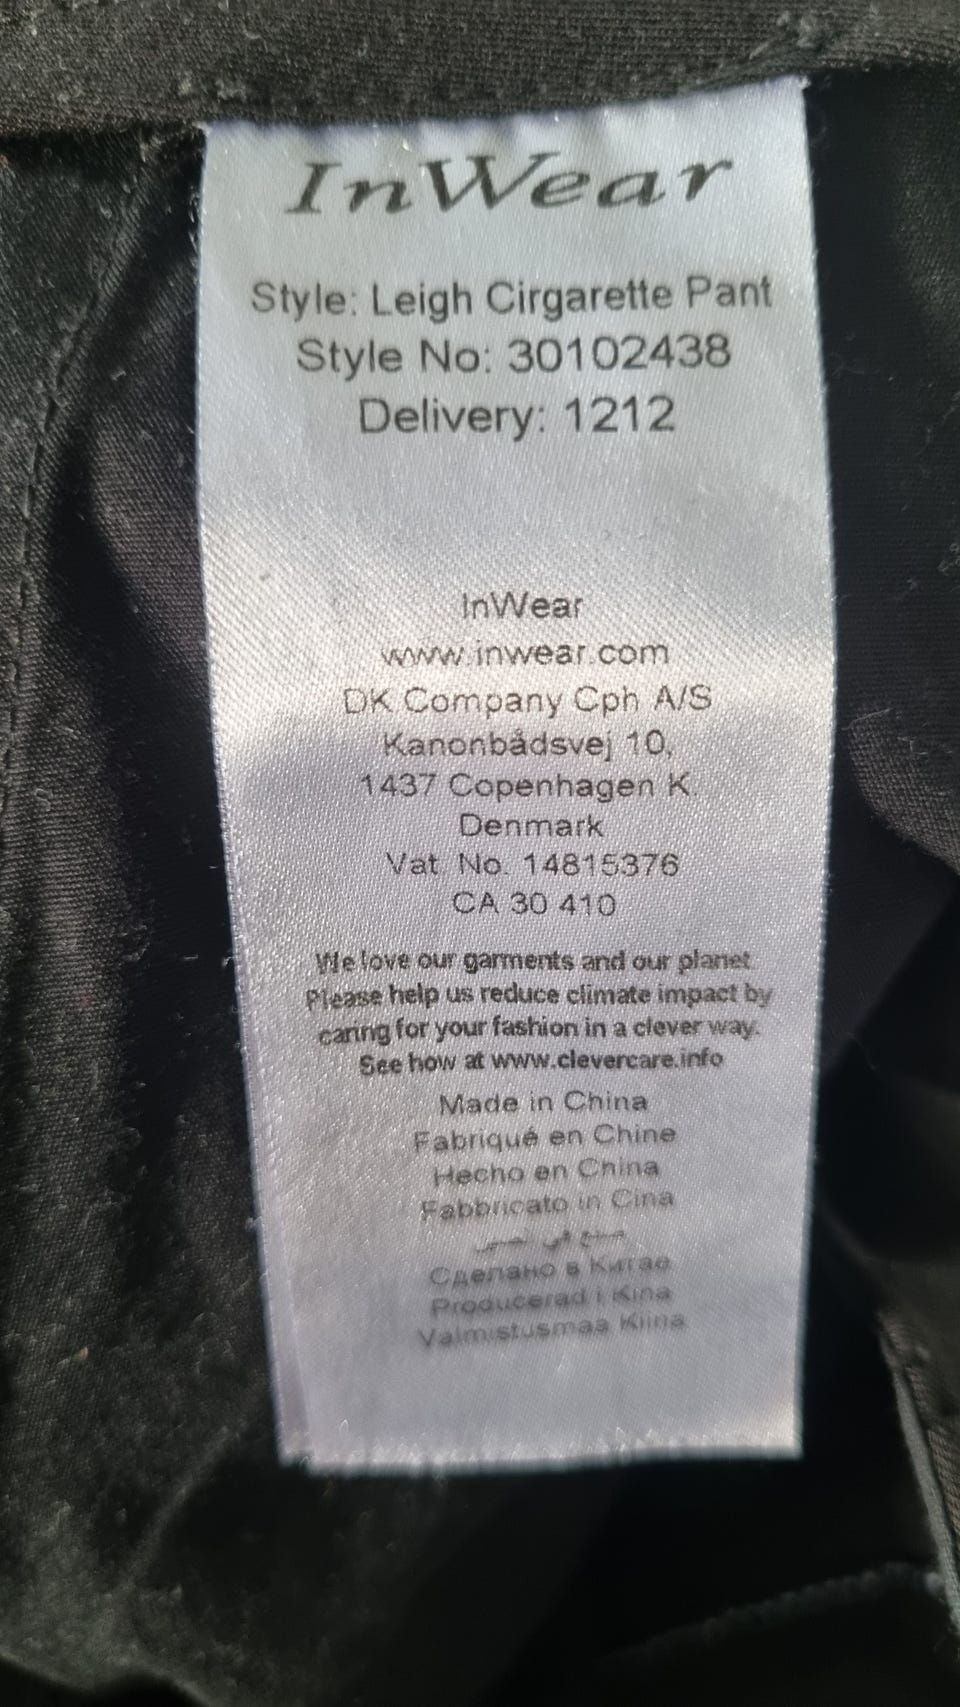 InWear
Style: Leigh Cirgarette Pant
Style No: 30102438
Delivery: 1212
InWear
www.inwear.com
DK Company Cph A/S
Kanonbådsvej 10,
1437 Copenhagen K.
Denmark
Vat. No. 14815376
CA 30 410
We love our garments and our planet.
Please help us reduce climate impact by
caring for your fashion in a clever way.
See how at www.clevercare.info
Made in China
Fabriqué en Chine
Hecho en China
Fabbricato in Cina
صنع في الصين
Сделано в Китае
Producerad i Kina
Valmistusmaa Kiina